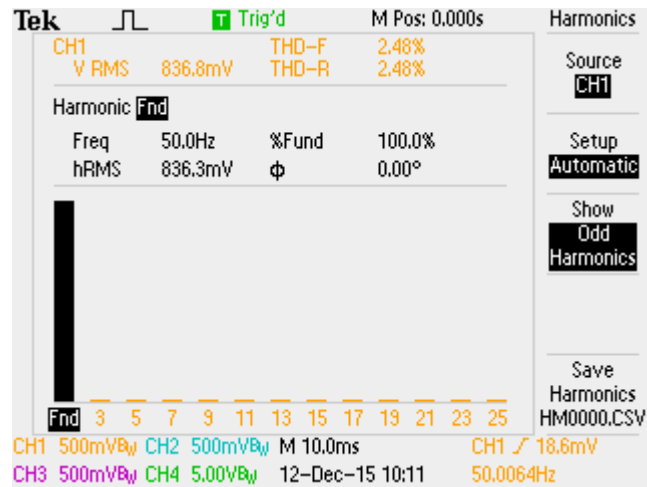 Tek T Trig'd M Pos: 0.000s Harmonics
CH1 THD-F 2.48%
V RMS 836.8mV THD-R 2.48%
Source
CH1
Harmonic Fnd
Freq 50.0Hz %Fund 100.0%
hRMS 836.3mV ϕ 0.00°
Setup
Automatic
Show
Odd
Harmonics
Save
Harmonics
HM0000.CSV
Fnd 3 5 7 9 11 13 15 17 19 21 23 25
CH1 500mVBW CH2 500mVBW M 10.0ms CH1 18.6mV
CH3 500mVBW CH4 5.00VBW 12-Dec-15 10:11 50.0064Hz